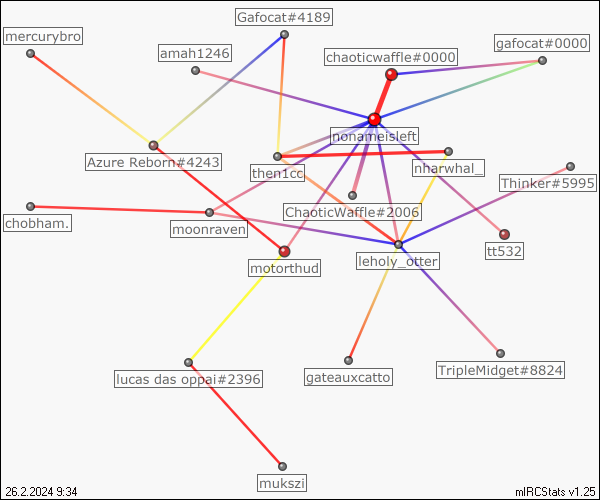 Gafocat#4189
mercurybro
amah1246
chaoticwaffle#0000
gafocat#0000
nonameisleft
Azure Reborn#4243
then1cc
nharwhal_
Thinker#5995
ChaoticWaffle#2006
chobham.
moonraven
motorthud
leholy_otter
tt532
lucas das oppai#2396
gateauxcatto
TripleMidget#8824
mukszi
26.2.2024 9:34
mIRCStats v1.25